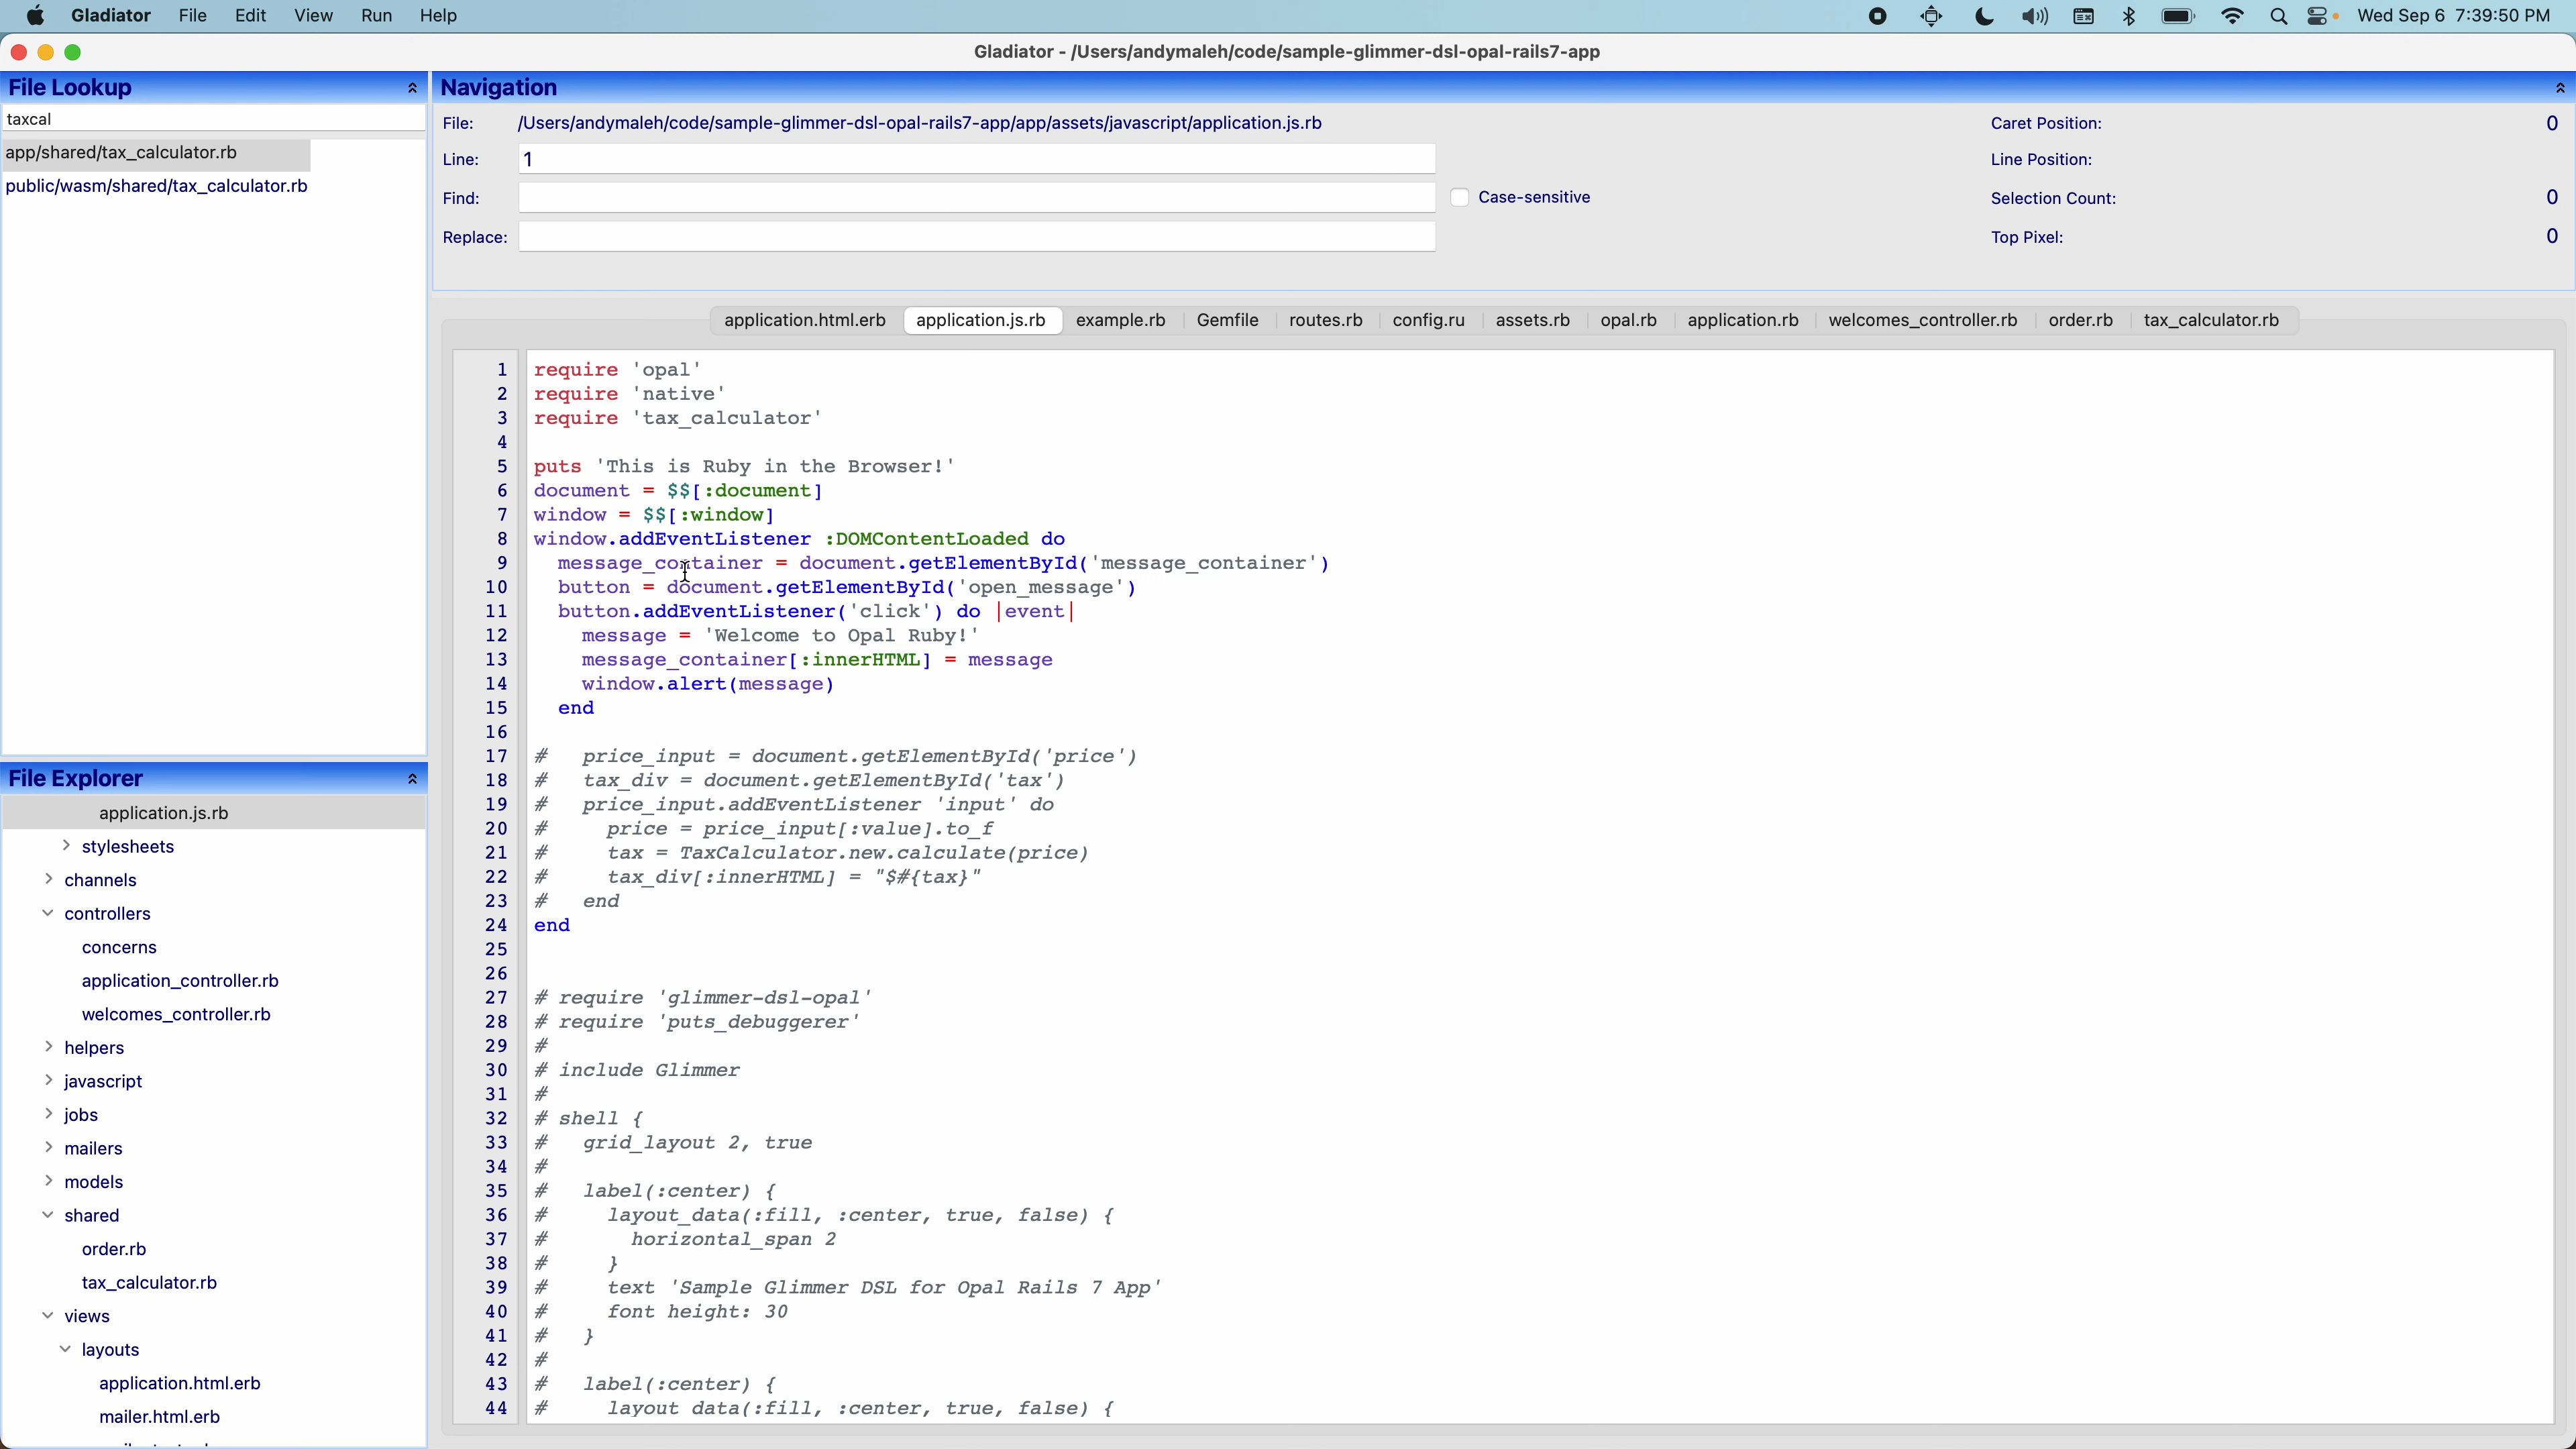 Gladiator File Edit View Run Help Wed Sep 6 7:39:50 PM
Gladiator - /Users/andymaleh/code/sample-glimmer-dsl-opal-rails7-app
File Lookup
taxcal
app/shared/tax_calculator.rb
public/wasm/shared/tax_calculator.rb
Navigation
File: /Users/andymaleh/code/sample-glimmer-dsl-opal-rails7-app/app/assets/javascript/application.js.rb Caret Position: 0
Line: 1 Line Position:
Find: Case-sensitive Selection Count: 0
Replace: Top Pixel: 0
application.html.erb application.js.rb example.rb Gemfile routes.rb config.ru assets.rb opal.rb application.rb welcomes_controller.rb order.rb tax_calculator.rb
1 require 'opal'
2 require 'native'
3 require 'tax_calculator'
4
5 puts 'This is Ruby in the Browser!'
6 document = $$[:document]
7 window = $$[:window]
8 window.addEventListener :DOMContentLoaded do
9 message_container = document.getElementById('message_container')
10 button = document.getElementById('open_message')
11 button.addEventListener('click') do |event|
12 message = 'Welcome to Opal Ruby!'
13 message_container[:innerHTML] = message
14 window.alert(message)
15 end
16
17 # price_input = document.getElementById('price')
18 # tax_div = document.getElementById('tax')
19 # price_input.addEventListener 'input' do
20 # price = price_input[:value].to_f
21 # tax = TaxCalculator.new.calculate(price)
22 # tax_div[:innerHTML] = "$#{tax}"
23 # end
24 end
25
26
27 # require 'glimmer-dsl-opal'
28 # require 'puts_debuggerer'
29 #
30 # include Glimmer
31 #
32 # shell {
33 # grid_layout 2, true
34 #
35 # label(:center) {
36 # layout_data(:fill, :center, true, false) {
37 # horizontal_span 2
38 # }
39 # text 'Sample Glimmer DSL for Opal Rails 7 App'
40 # font height: 30
41 # }
42 #
43 # label(:center) {
44 # layout data(:fill, :center, true, false) {
File Explorer
application.js.rb
stylesheets
channels
controllers
concerns
application_controller.rb
welcomes_controller.rb
helpers
javascript
jobs
mailers
models
shared
order.rb
tax_calculator.rb
views
layouts
application.html.erb
mailer.html.erb